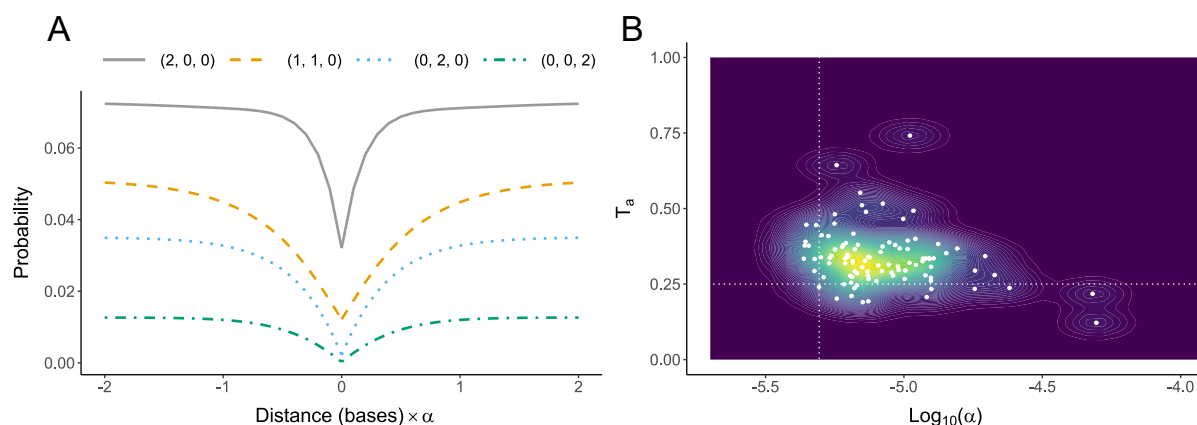 A
(2, 0, 0) (1, 1, 0) (0, 2, 0) (0, 0, 2)
0.06
0.04
0.02
0.00
Probability
-2 -1 0 1 2
Distance (bases) × α
B
1.00
0.75
0.50
0.25
0.00
Ta
-5.5 -5.0 -4.5 -4.0
Log10(α)